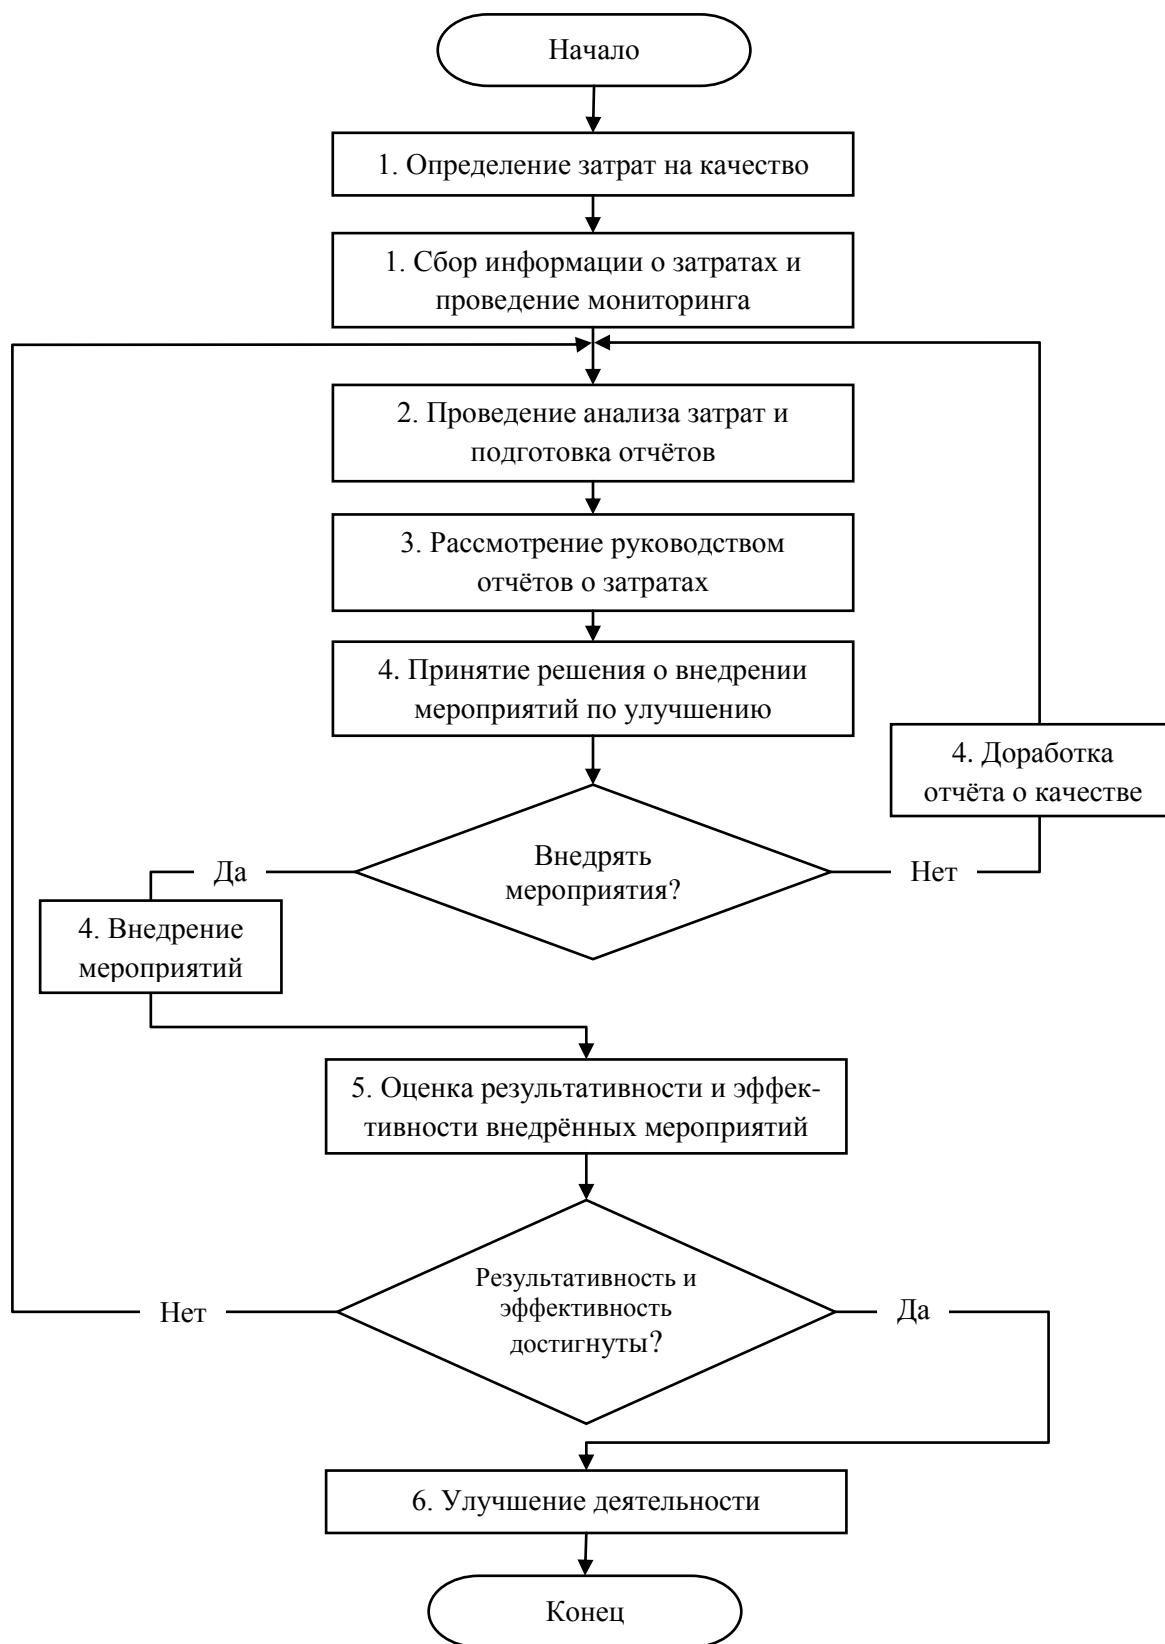 Начало
1. Определение затрат на качество
1. Сбор информации о затратах и
проведение мониторинга
2. Проведение анализа затрат и
подготовка отчётов
3. Рассмотрение руководством
отчётов о затратах
4. Принятие решения о внедрении
мероприятий по улучшению
4. Доработка
отчёта о качестве
Внедрять
мероприятия?
Да
Нет
4. Внедрение
мероприятий
5. Оценка результативности и эффек-
тивности внедрённых мероприятий
Результативность и
эффективность
достигнуты?
Нет
Да
6. Улучшение деятельности
Конец